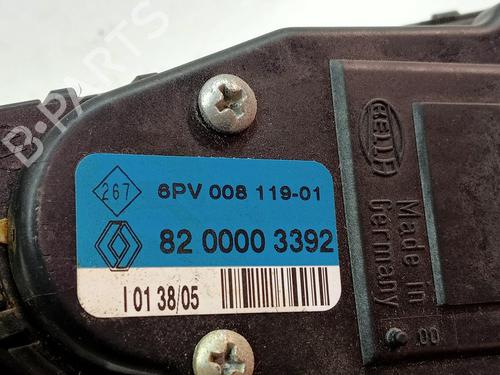 B-PARTS
HELLA
267
6PV 008 119-01
82 0000 3392
I 01 38/05
Made in
Germany
00